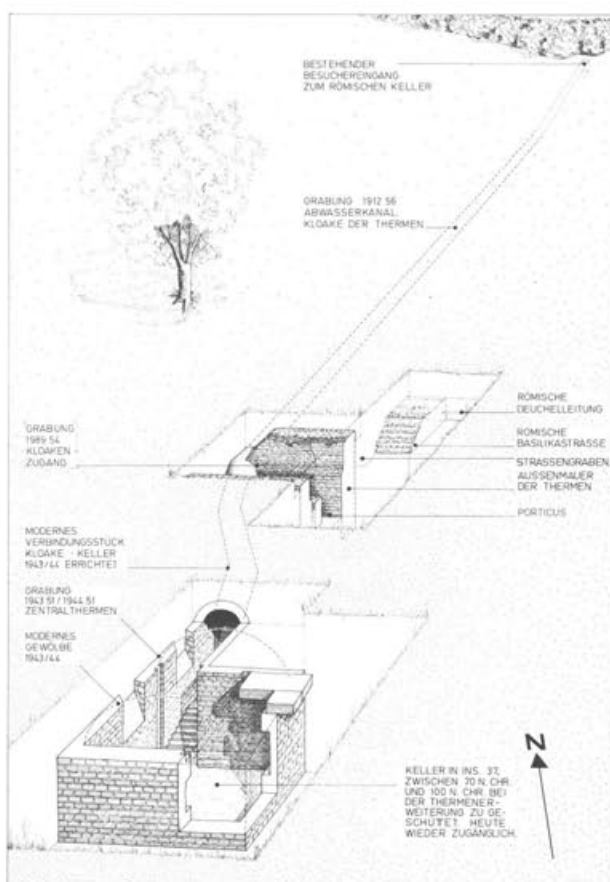 BESTEHENDER
BESUCHEREINGANG
ZUM RÖMISCHEN KELLER
GRABUNG 1912.56
ABWASSERKANAL
KLOAKE DER THERMEN
RÖMISCHE
DEUCHELLEITUNG
RÖMISCHE
BASILIKASTRASSE
STRASSENGRABEN
AUSSENMAUER
DER THERMEN
PORTICUS
GRABUNG
1989.54
KLOAKEN-
ZUGANG
MODERNES
VERBINDUNGSSTÜCK
KLOAKE - KELLER
1943/44 ERRICHTET
GRABUNG
1943.51 / 1944.51
ZENTRALTHERMEN
MODERNES
GEWÖLBE
1943/44
N
KELLER IN INS. 37,
ZWISCHEN 70 N. CHR.
UND 100 N. CHR. BEI
DER THERMENER-
WEITERUNG ZU GE-
SCHÜTTET. HEUTE
WIEDER ZUGÄNGLICH.